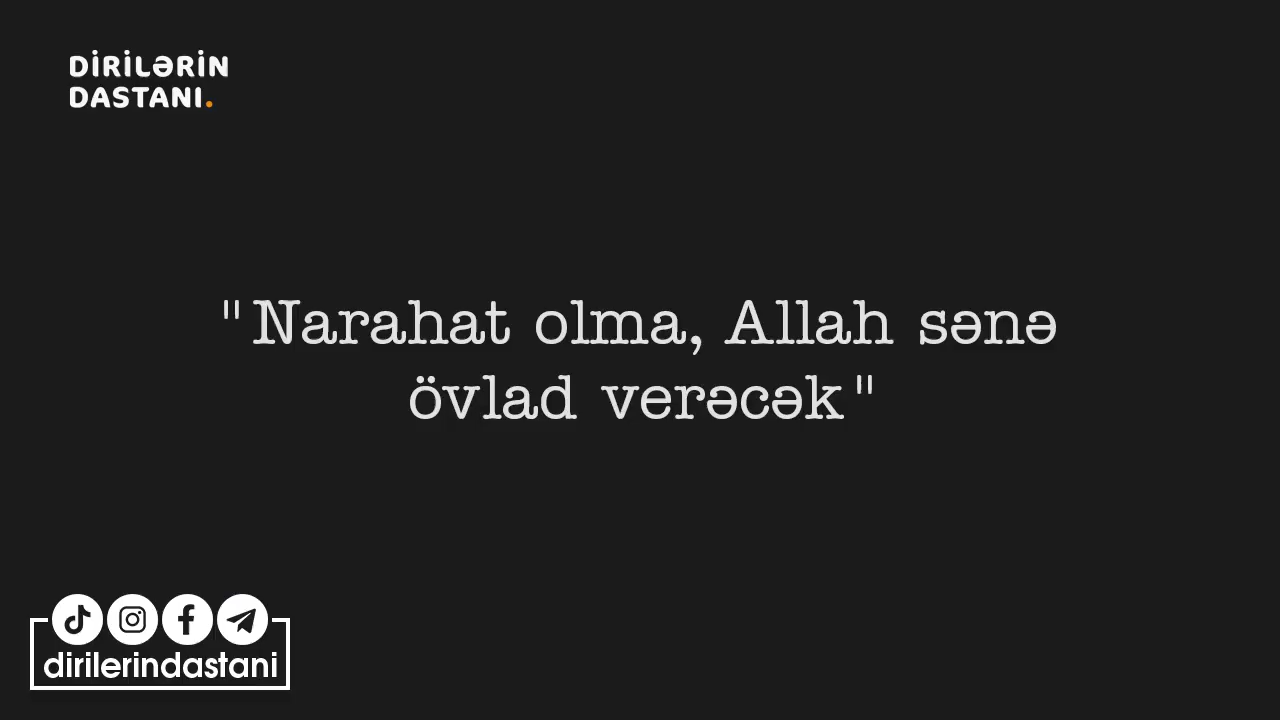 DİRİLƏRİN
DASTANI.
"Narahat olma, Allah sənə
övlad verəcək"
dirilerindastani